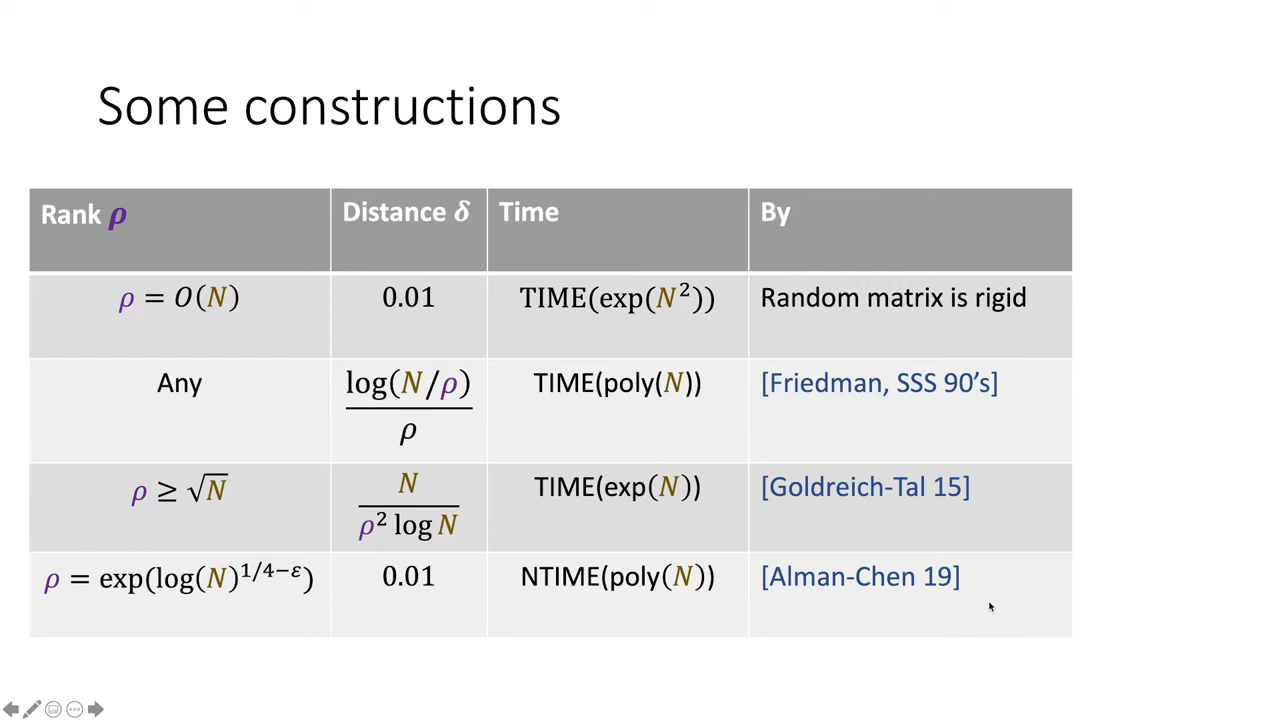 Some constructions
Rank ρ Distance δ Time By
ρ = O(N) 0.01 TIME(exp(N²)) Random matrix is rigid
Any log(N/ρ)/ρ TIME(poly(N)) [Friedman, SSS 90’s]
ρ ≥ √N N/(ρ² log N) TIME(exp(N)) [Goldreich-Tal 15]
ρ = exp(log(N)^{1/4−ε}) 0.01 NTIME(poly(N)) [Alman-Chen 19]